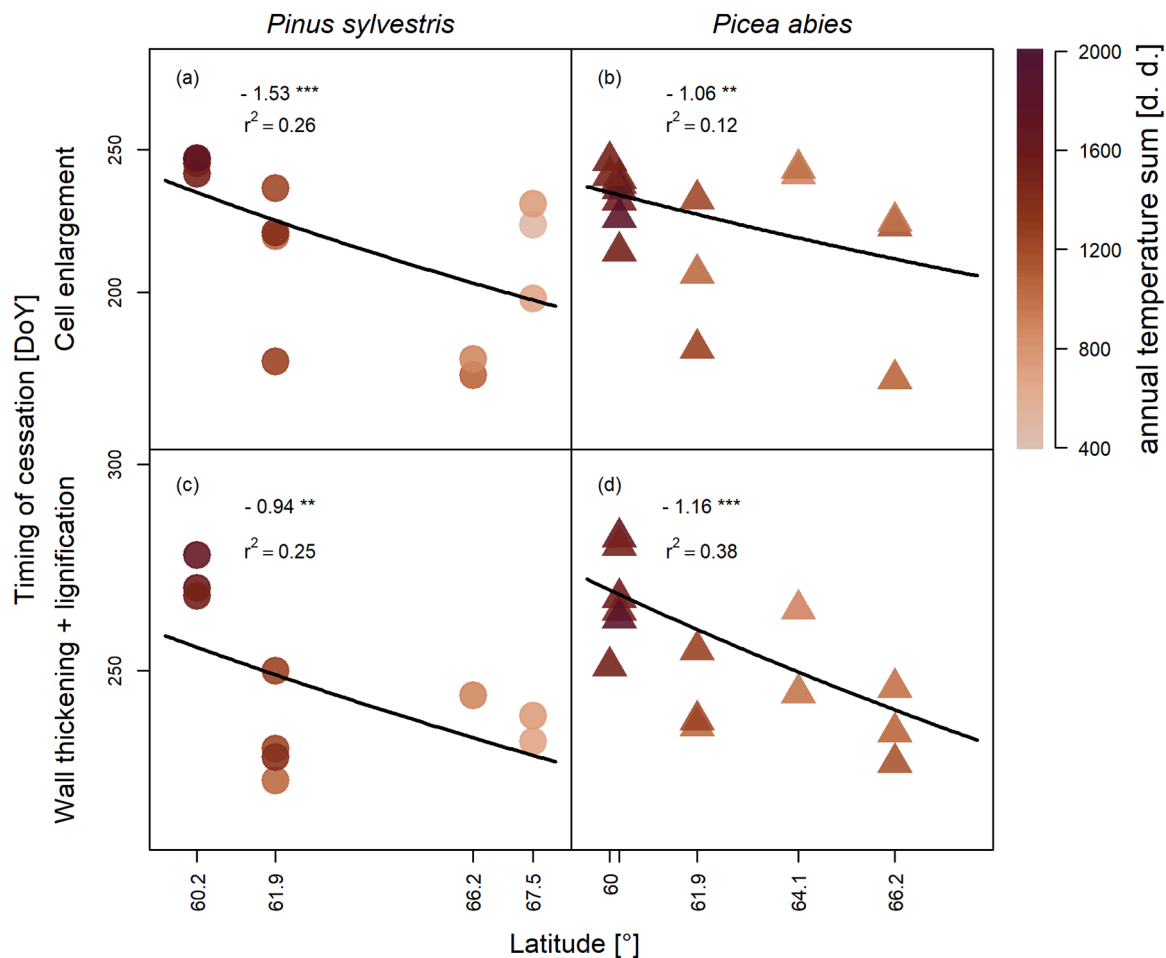 Pinus sylvestris
Picea abies
(a)
- 1.53 ***
r² = 0.26
(b)
- 1.06 **
r² = 0.12
(c)
- 0.94 **
r² = 0.25
(d)
- 1.16 ***
r² = 0.38
Timing of cessation [DoY]
Cell enlargement
Wall thickening + lignification
250
200
300
250
60.2
61.9
66.2
67.5
60
61.9
64.1
66.2
Latitude [°]
2000
1600
1200
800
400
annual temperature sum [d. d.]